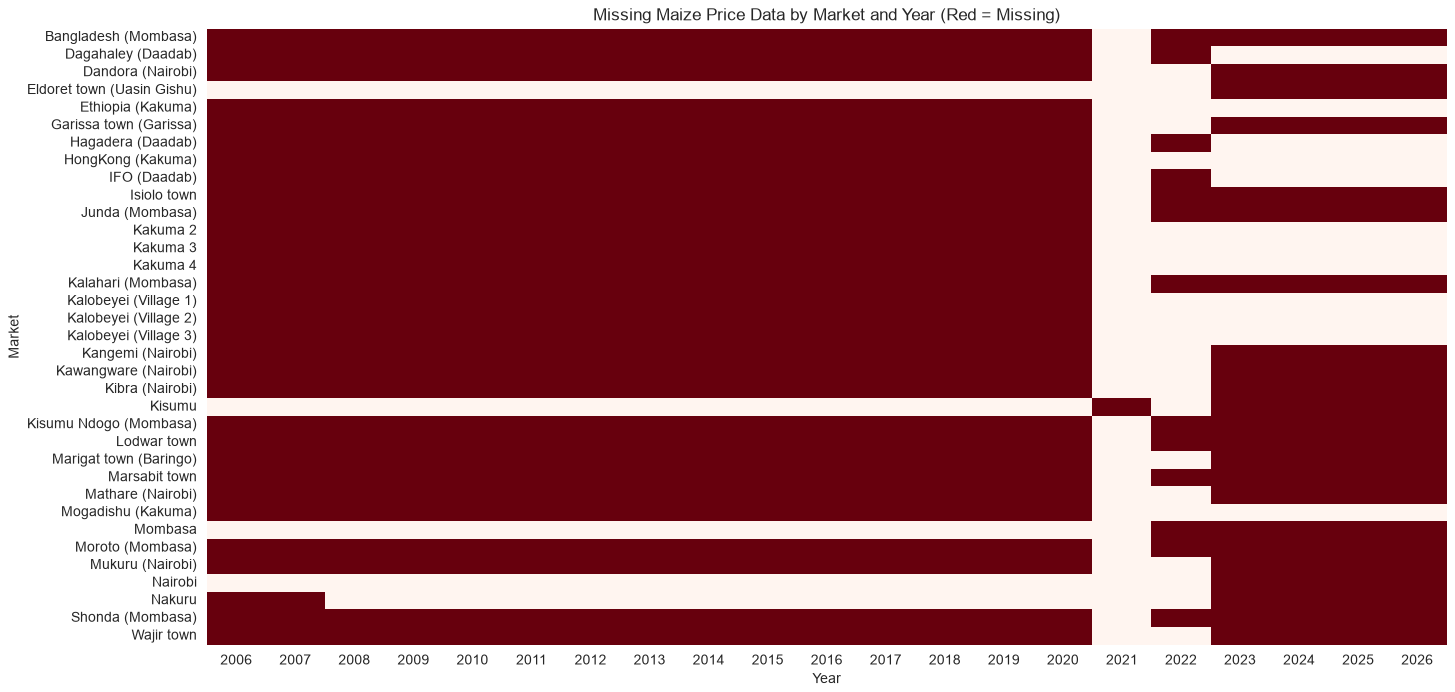 Missing Maize Price Data by Market and Year (Red = Missing)
Bangladesh (Mombasa)
Dagahaley (Daadab)
Dandora (Nairobi)
Eldoret town (Uasin Gishu)
Ethiopia (Kakuma)
Garissa town (Garissa)
Hagadera (Daadab)
HongKong (Kakuma)
IFO (Daadab)
Isiolo town
Junda (Mombasa)
Kakuma 2
Kakuma 3
Kakuma 4
Kalahari (Mombasa)
Kalobeyei (Village 1)
Kalobeyei (Village 2)
Kalobeyei (Village 3)
Kangemi (Nairobi)
Kawangware (Nairobi)
Kibra (Nairobi)
Kisumu
Kisumu Ndogo (Mombasa)
Lodwar town
Marigat town (Baringo)
Marsabit town
Mathare (Nairobi)
Mogadishu (Kakuma)
Mombasa
Moroto (Mombasa)
Mukuru (Nairobi)
Nairobi
Nakuru
Shonda (Mombasa)
Wajir town
Market
2006 2007 2008 2009 2010 2011 2012 2013 2014 2015 2016 2017 2018 2019 2020 2021 2022 2023 2024 2025 2026
Year